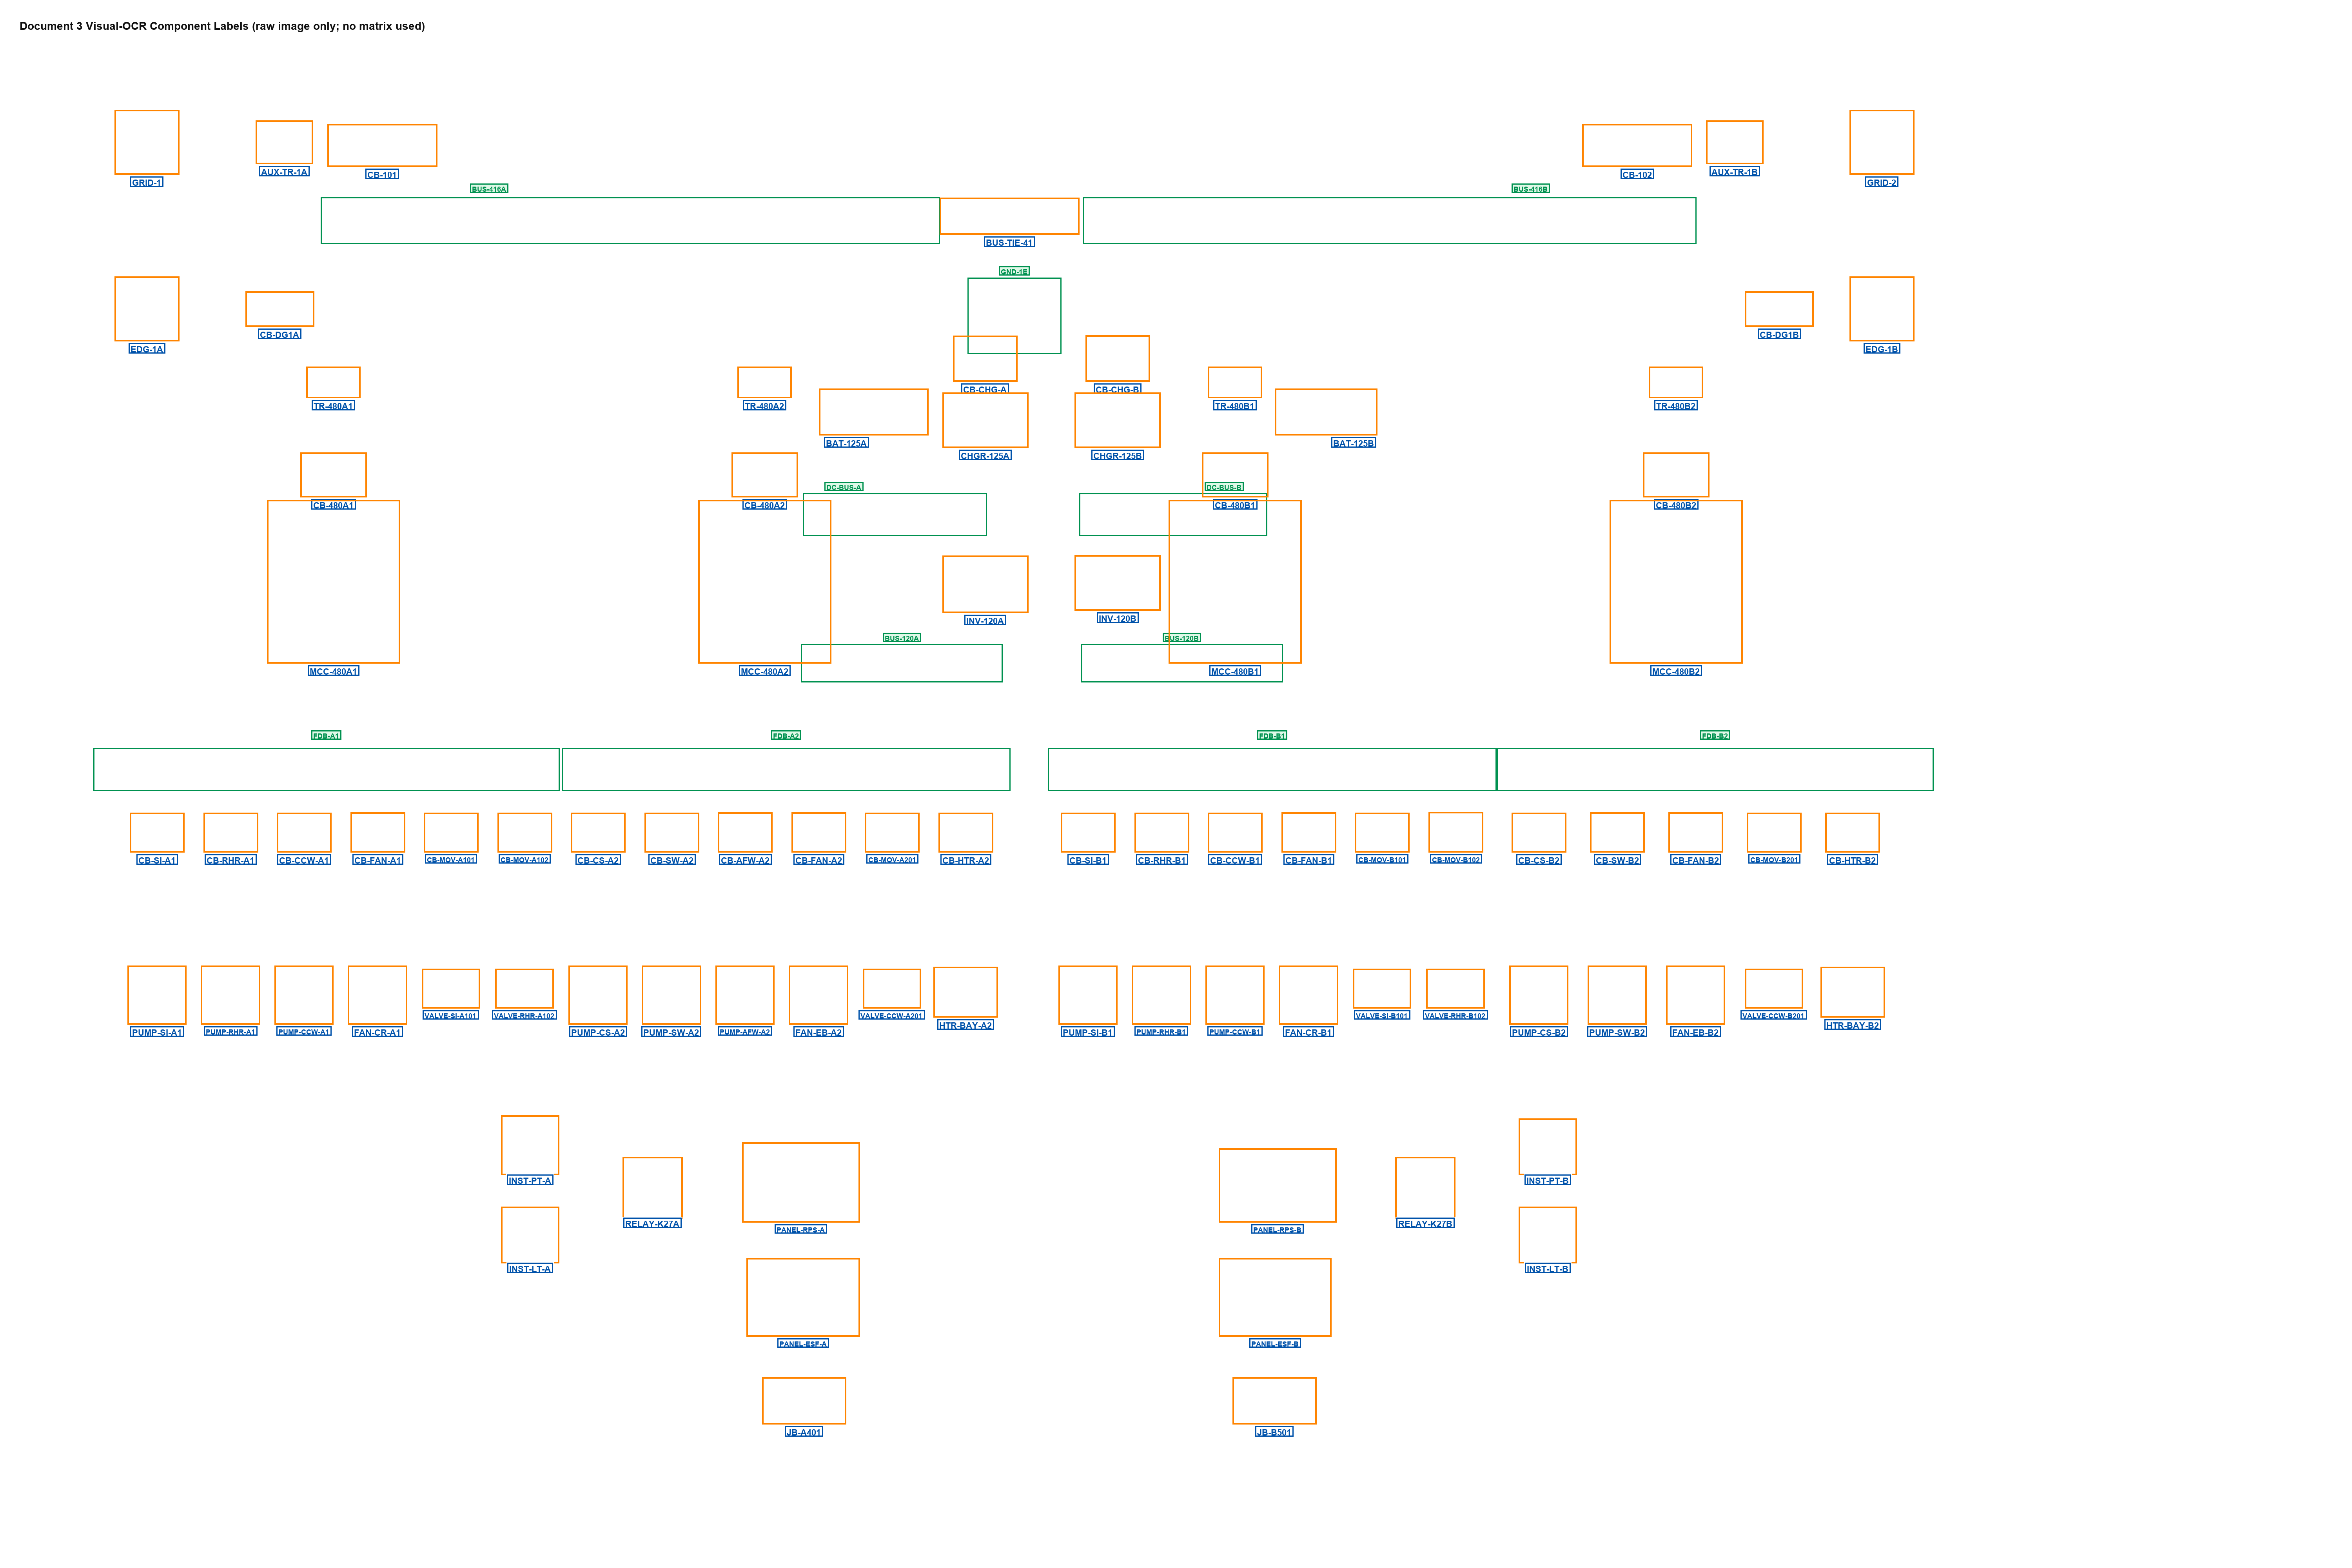 Document 3 Visual-OCR Component Labels (raw image only; no matrix used)
GRID-1
AUX-TR-1A
CB-101
CB-102
AUX-TR-1B
GRID-2
BUS-416A
BUS-416B
BUS-TIE-41
GND-1E
EDG-1A
CB-DG1A
CB-DG1B
EDG-1B
CB-CHG-A
CB-CHG-B
TR-480A1
TR-480A2
TR-480B1
TR-480B2
BAT-125A
BAT-125B
CHGR-125A
CHGR-125B
DC-BUS-A
DC-BUS-B
CB-480A1
CB-480A2
CB-480B1
CB-480B2
INV-120A
INV-120B
BUS-120A
BUS-120B
MCC-480A1
MCC-480A2
MCC-480B1
MCC-480B2
FDB-A1
FDB-A2
FDB-B1
FDB-B2
CB-SI-A1
CB-RHR-A1
CB-CCW-A1
CB-FAN-A1
CB-MOV-A101
CB-MOV-A102
CB-CS-A2
CB-SW-A2
CB-AFW-A2
CB-FAN-A2
CB-MOV-A201
CB-HTR-A2
CB-SI-B1
CB-RHR-B1
CB-CCW-B1
CB-FAN-B1
CB-MOV-B101
CB-MOV-B102
CB-CS-B2
CB-SW-B2
CB-FAN-B2
CB-MOV-B201
CB-HTR-B2
PUMP-SI-A1
PUMP-RHR-A1
PUMP-CCW-A1
FAN-CR-A1
VALVE-SI-A101
VALVE-RHR-A102
PUMP-CS-A2
PUMP-SW-A2
PUMP-AFW-A2
FAN-EB-A2
VALVE-CCW-A201
HTR-BAY-A2
PUMP-SI-B1
PUMP-RHR-B1
PUMP-CCW-B1
FAN-CR-B1
VALVE-SI-B101
VALVE-RHR-B102
PUMP-CS-B2
PUMP-SW-B2
FAN-EB-B2
VALVE-CCW-B201
HTR-BAY-B2
INST-PT-A
INST-PT-B
RELAY-K27A
PANEL-RPS-A
PANEL-RPS-B
RELAY-K27B
INST-LT-A
INST-LT-B
PANEL-ESF-A
PANEL-ESF-B
JB-A401
JB-B501